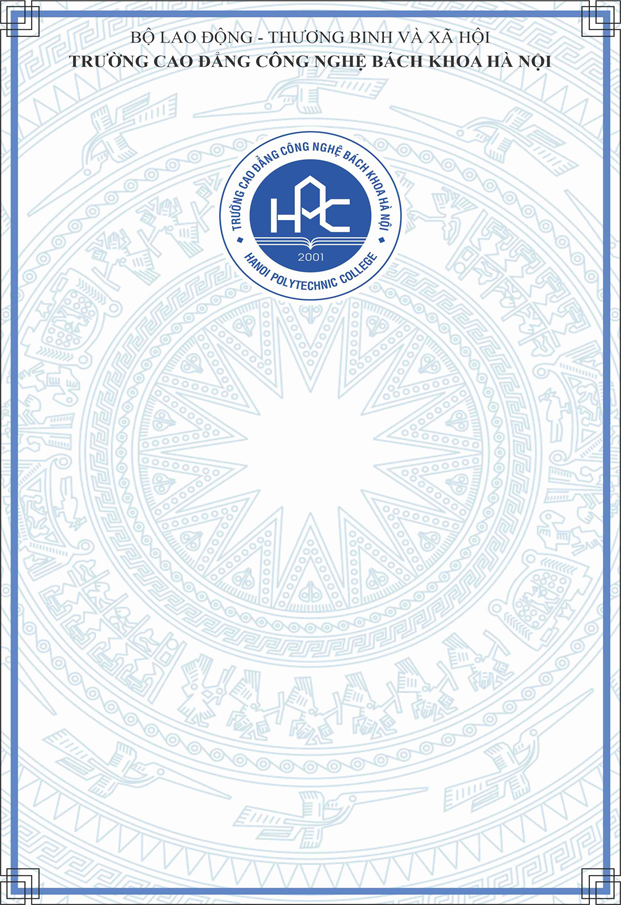 BỘ LAO ĐỘNG - THƯƠNG BINH VÀ XÃ HỘI
TRƯỜNG CAO ĐẲNG CÔNG NGHỆ BÁCH KHOA HÀ NỘI
TRƯỜNG CAO ĐẲNG CÔNG NGHỆ BÁCH KHOA HÀ NỘI
HPC
2001
HANOI POLYTECHNIC COLLEGE